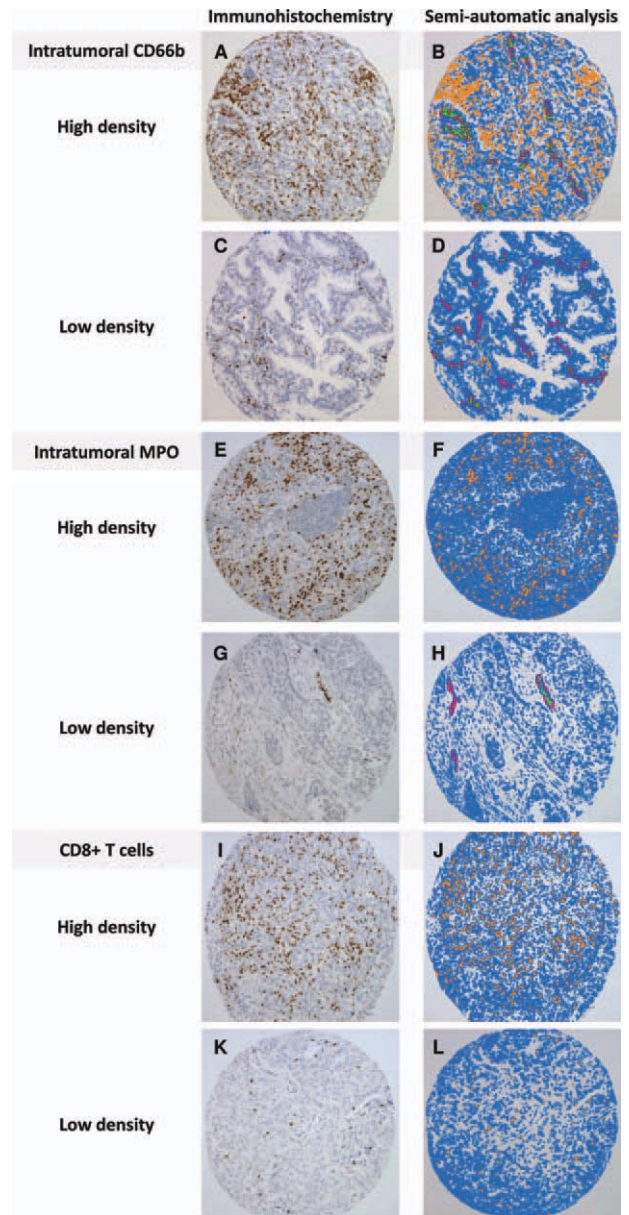 Immunohistochemistry Semi-automatic analysis
Intratumoral CD66b A B
High density
C D
Low density
Intratumoral MPO E F
High density
G H
Low density
CD8+ T cells I J
High density
K L
Low density